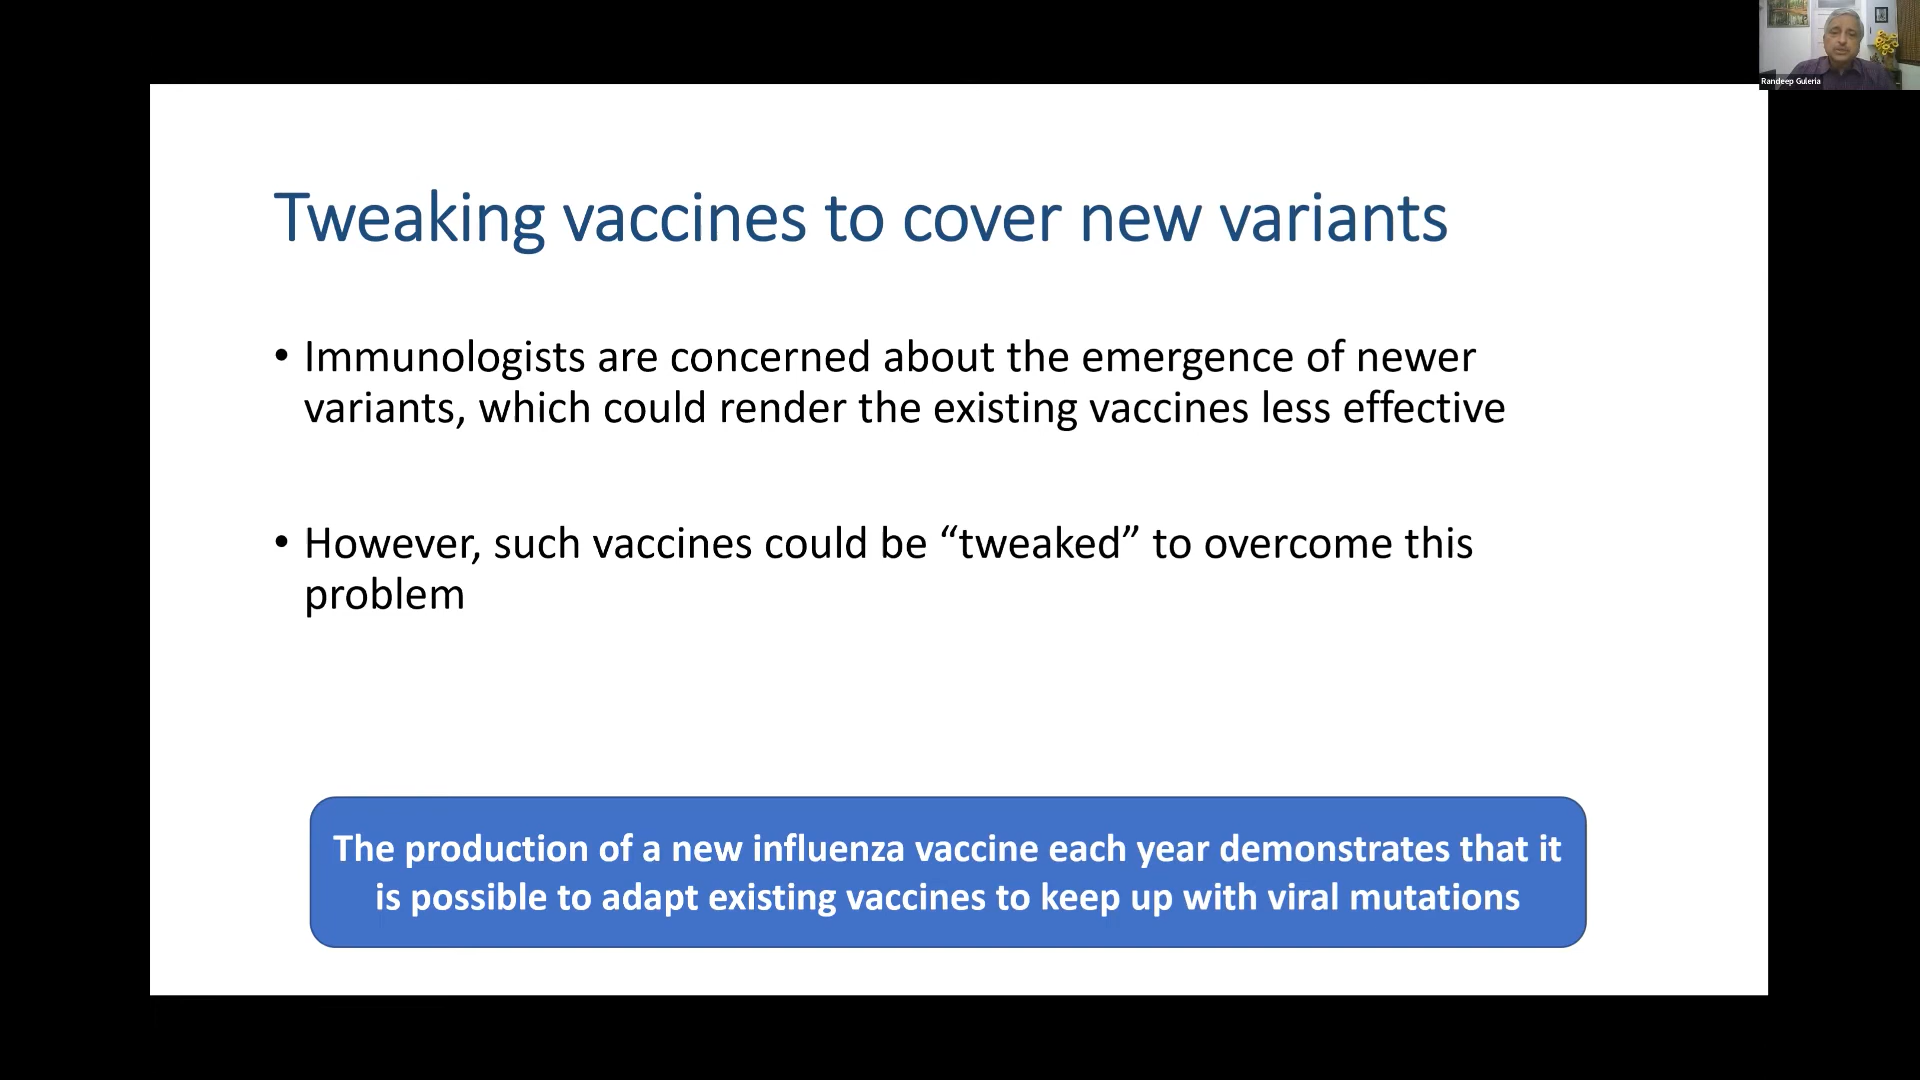 Randeep Guleria
Tweaking vaccines to cover new variants
• Immunologists are concerned about the emergence of newer
variants, which could render the existing vaccines less effective
• However, such vaccines could be “tweaked” to overcome this
problem
The production of a new influenza vaccine each year demonstrates that it
is possible to adapt existing vaccines to keep up with viral mutations